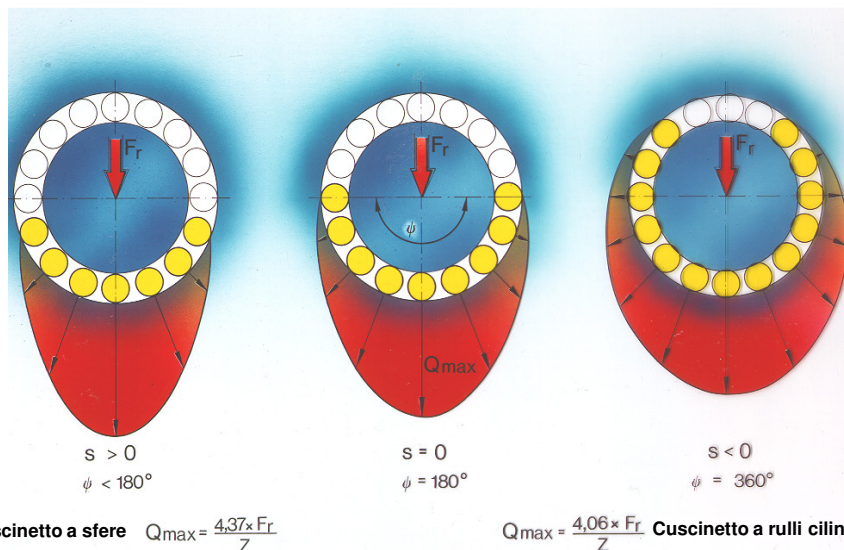 Fr
Fr
Fr
ψ
Qmax
s > 0
ψ < 180°
s = 0
ψ = 180°
s < 0
ψ = 360°
scinetto a sfere Qmax = 4,37 × Fr / Z
Qmax = 4,06 × Fr / Z Cuscinetto a rulli cilin